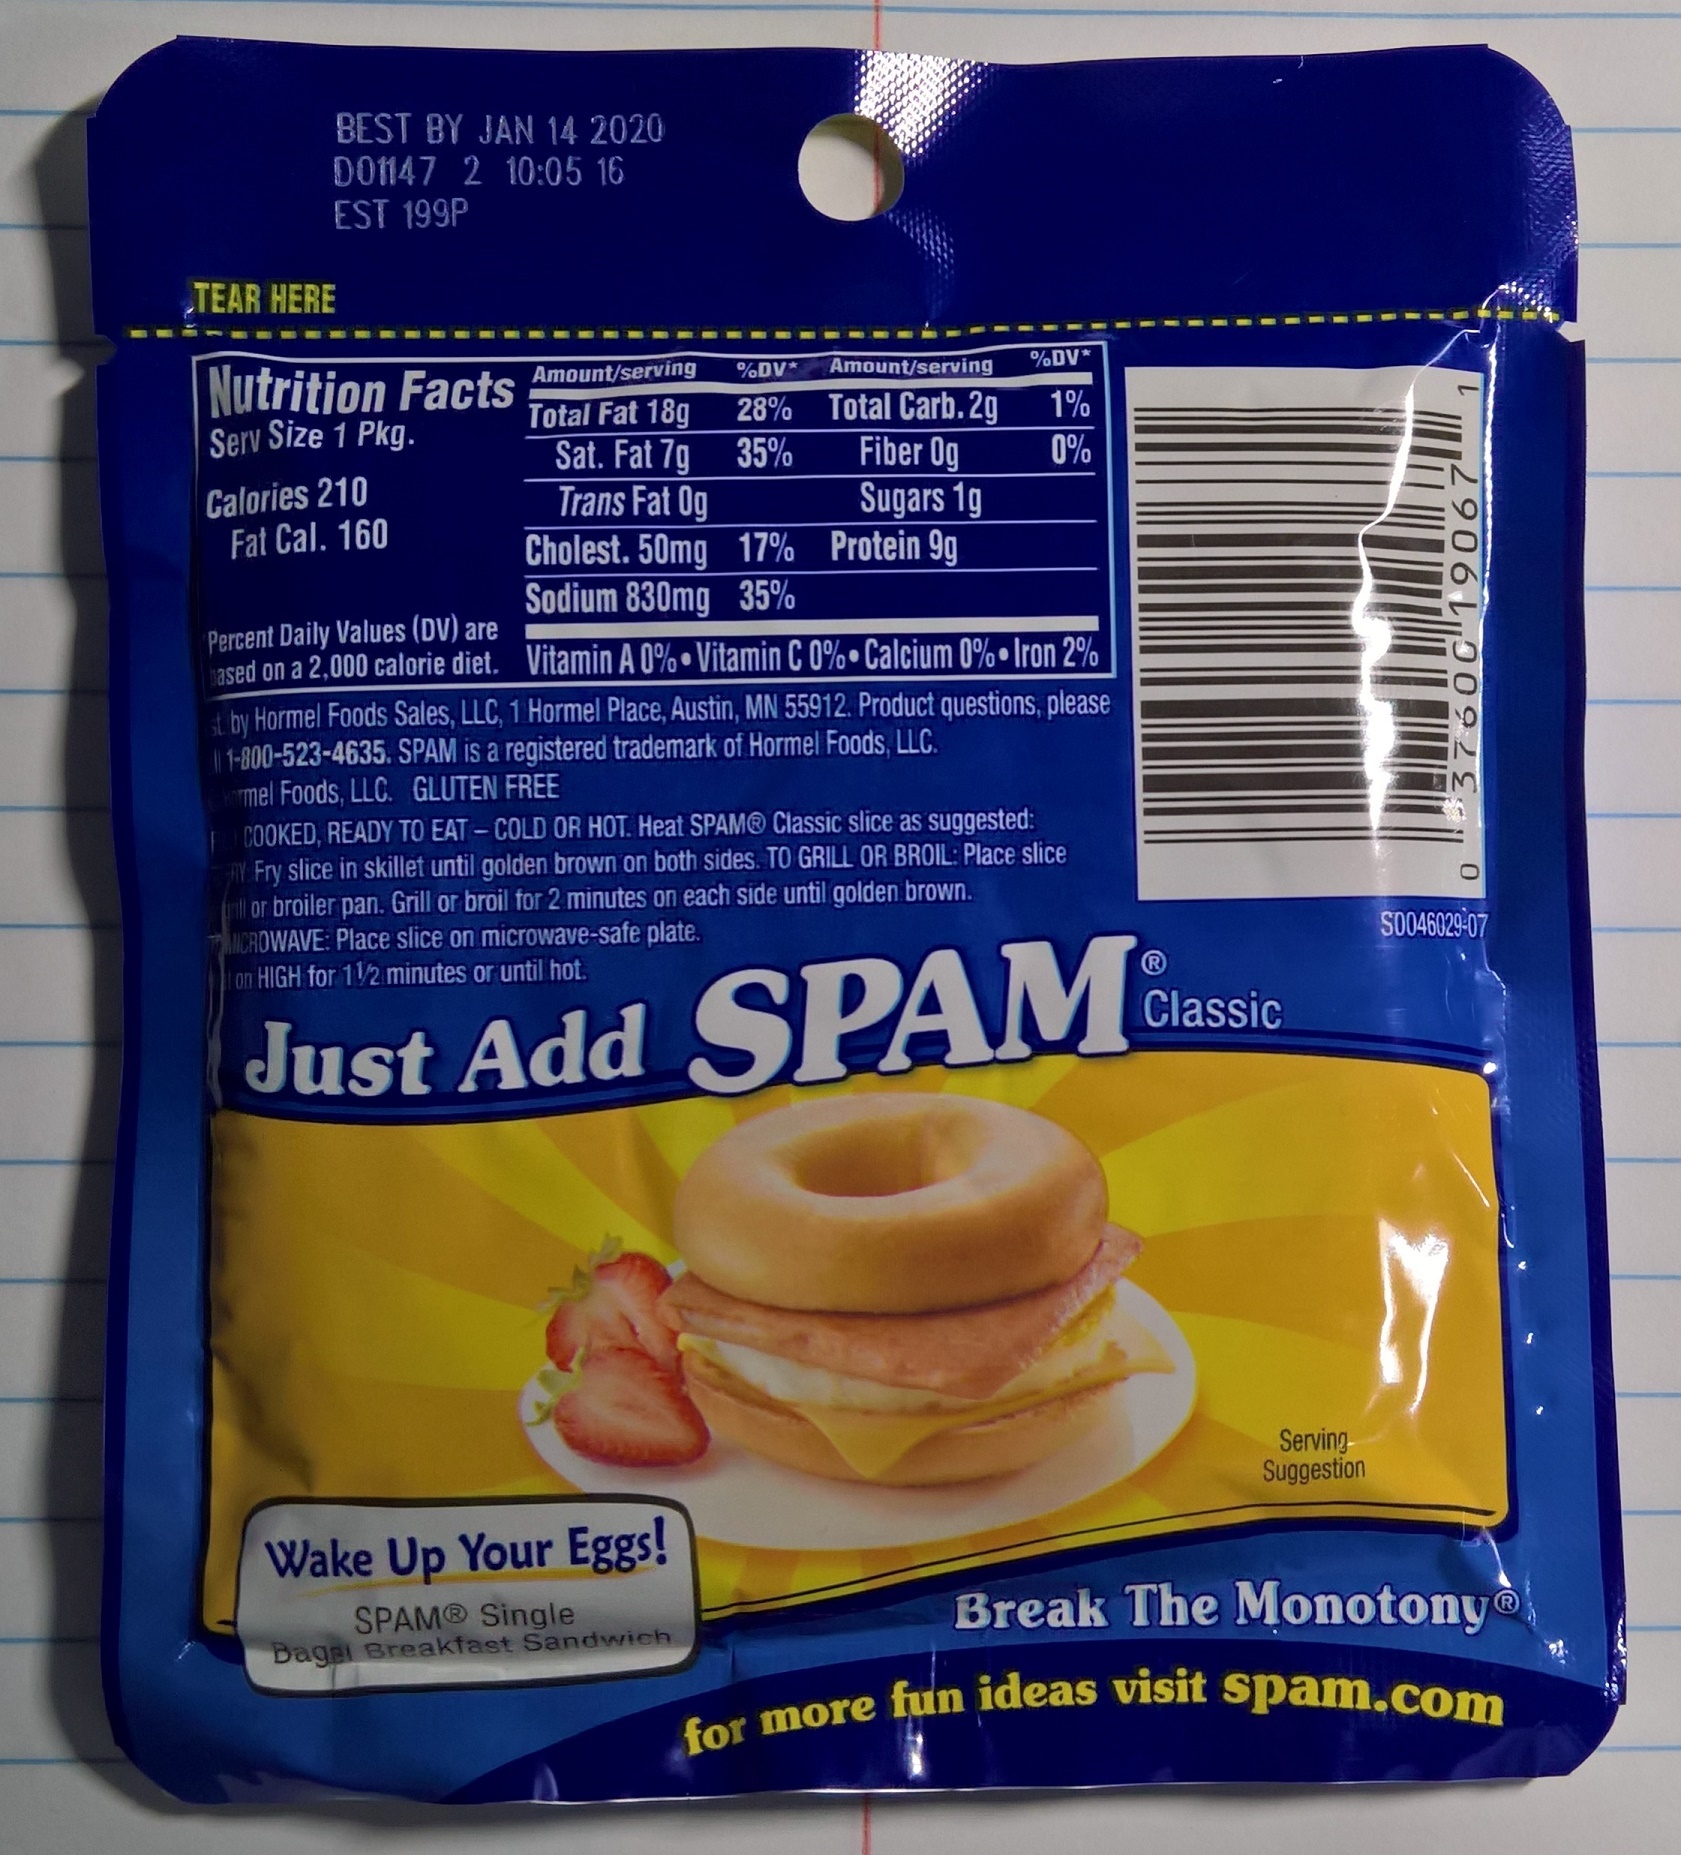 BEST BY JAN 14 2020
D01147 2 10:05 16
EST 199P
TEAR HERE
Nutrition Facts
Serv Size 1 Pkg.
Calories 210
Fat Cal. 160
Percent Daily Values (DV) are
based on a 2,000 calorie diet.
Amount/serving %DV* Amount/serving %DV*
Total Fat 18g 28% Total Carb. 2g 1%
Sat. Fat 7g 35% Fiber 0g 0%
Trans Fat 0g Sugars 1g
Cholest. 50mg 17% Protein 9g
Sodium 830mg 35%
Vitamin A 0% • Vitamin C 0% • Calcium 0% • Iron 2%
by Hormel Foods Sales, LLC, 1 Hormel Place, Austin, MN 55912. Product questions, please
1-800-523-4635. SPAM is a registered trademark of Hormel Foods, LLC.
Hormel Foods, LLC. GLUTEN FREE
COOKED, READY TO EAT – COLD OR HOT. Heat SPAM® Classic slice as suggested:
Fry slice in skillet until golden brown on both sides. TO GRILL OR BROIL: Place slice
or broiler pan. Grill or broil for 2 minutes on each side until golden brown.
MICROWAVE: Place slice on microwave-safe plate.
on HIGH for 1 1/2 minutes or until hot.
0 37600 19067 1
S0046029-07
Just Add SPAM®
Classic
Serving
Suggestion
Wake Up Your Eggs!
SPAM® Single
Bagel Breakfast Sandwich
Break The Monotony®
for more fun ideas visit spam.com